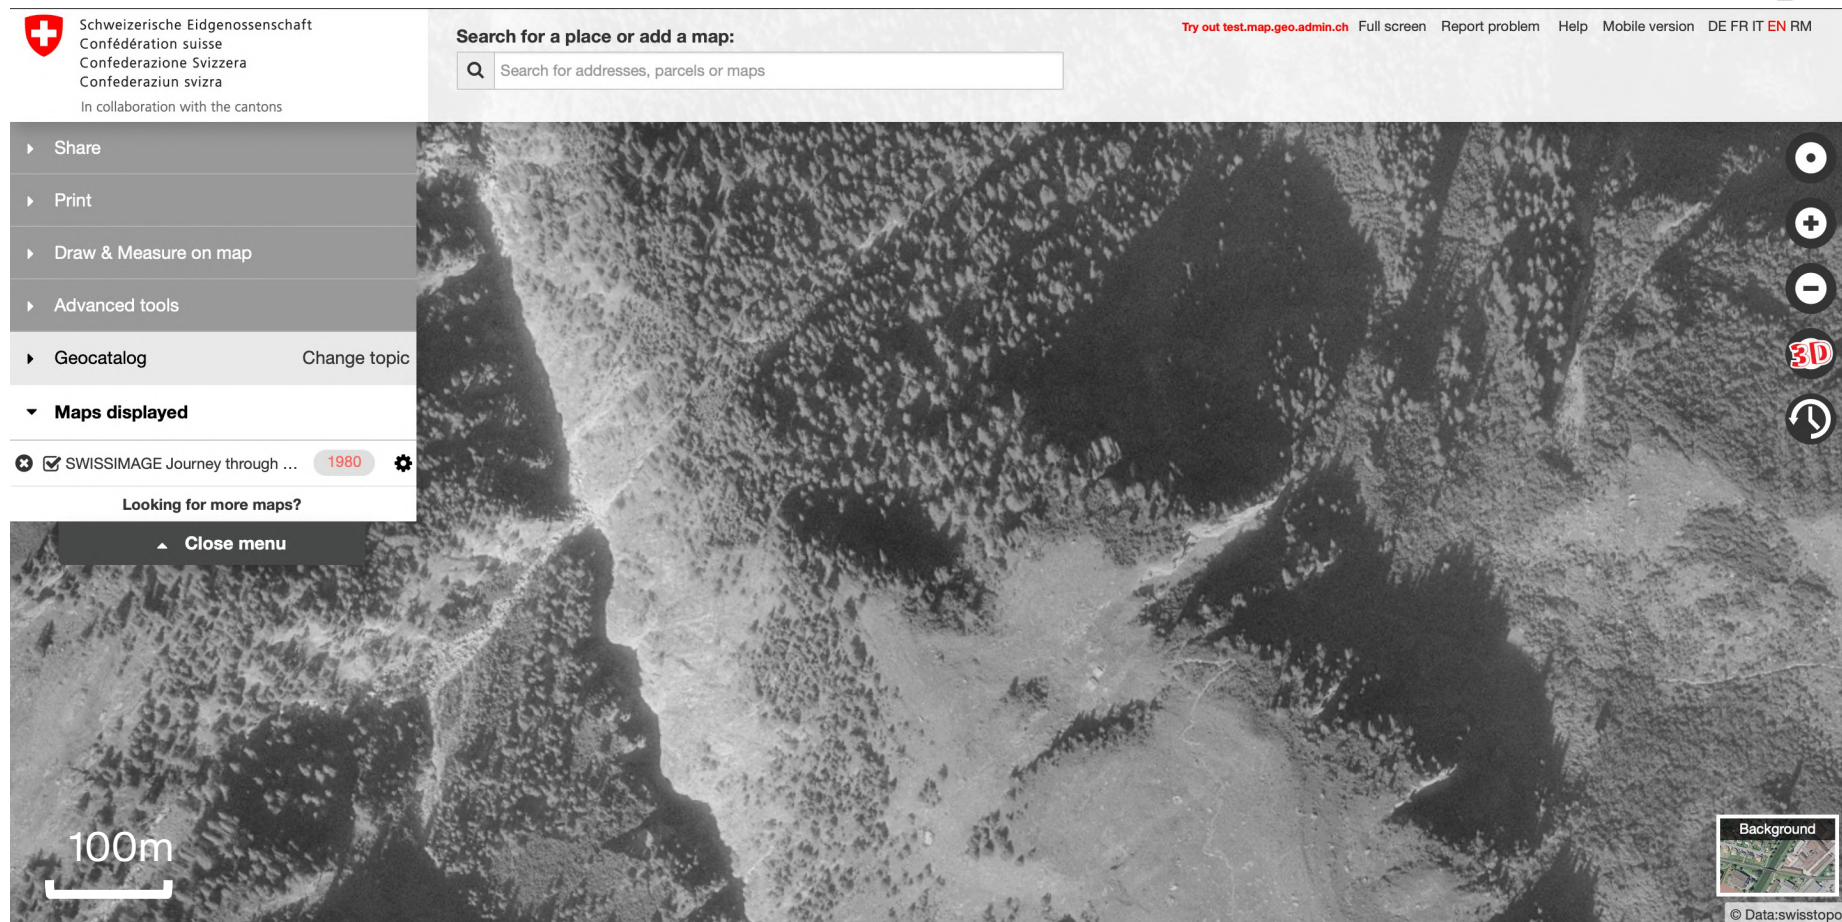 Schweizerische Eidgenossenschaft
Confédération suisse
Confederazione Svizzera
Confederaziun svizra
In collaboration with the cantons
Search for a place or add a map:
Search for addresses, parcels or maps
Try out test.map.geo.admin.ch Full screen Report problem Help Mobile version DE FR IT EN RM
Share
Print
Draw & Measure on map
Advanced tools
Geocatalog Change topic
Maps displayed
SWISSIMAGE Journey through ... 1980
Looking for more maps?
Close menu
3D
100m
Background
© Data:swisstopo